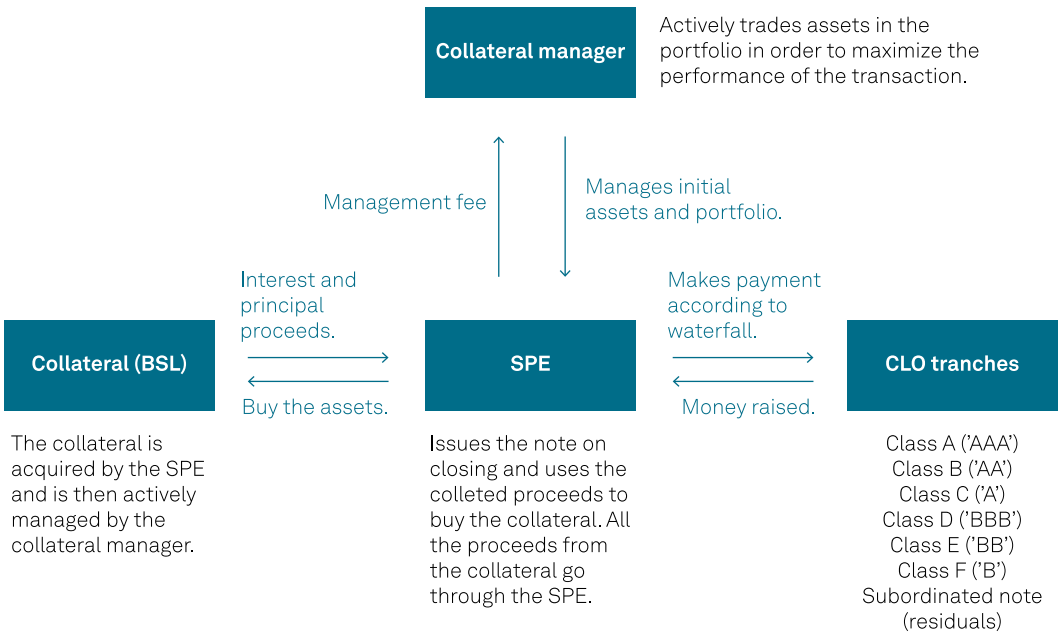 Collateral manager
Actively trades assets in the
portfolio in order to maximize the
performance of the transaction.
Management fee
Manages initial
assets and portfolio.
Interest and
principal
proceeds.
Makes payment
according to
waterfall.
Collateral (BSL)
SPE
CLO tranches
Buy the assets.
Money raised.
The collateral is
acquired by the SPE
and is then actively
managed by the
collateral manager.
Issues the note on
closing and uses the
colleted proceeds to
buy the collateral. All
the proceeds from
the collateral go
through the SPE.
Class A ('AAA')
Class B ('AA')
Class C ('A')
Class D ('BBB')
Class E ('BB')
Class F ('B')
Subordinated note
(residuals)